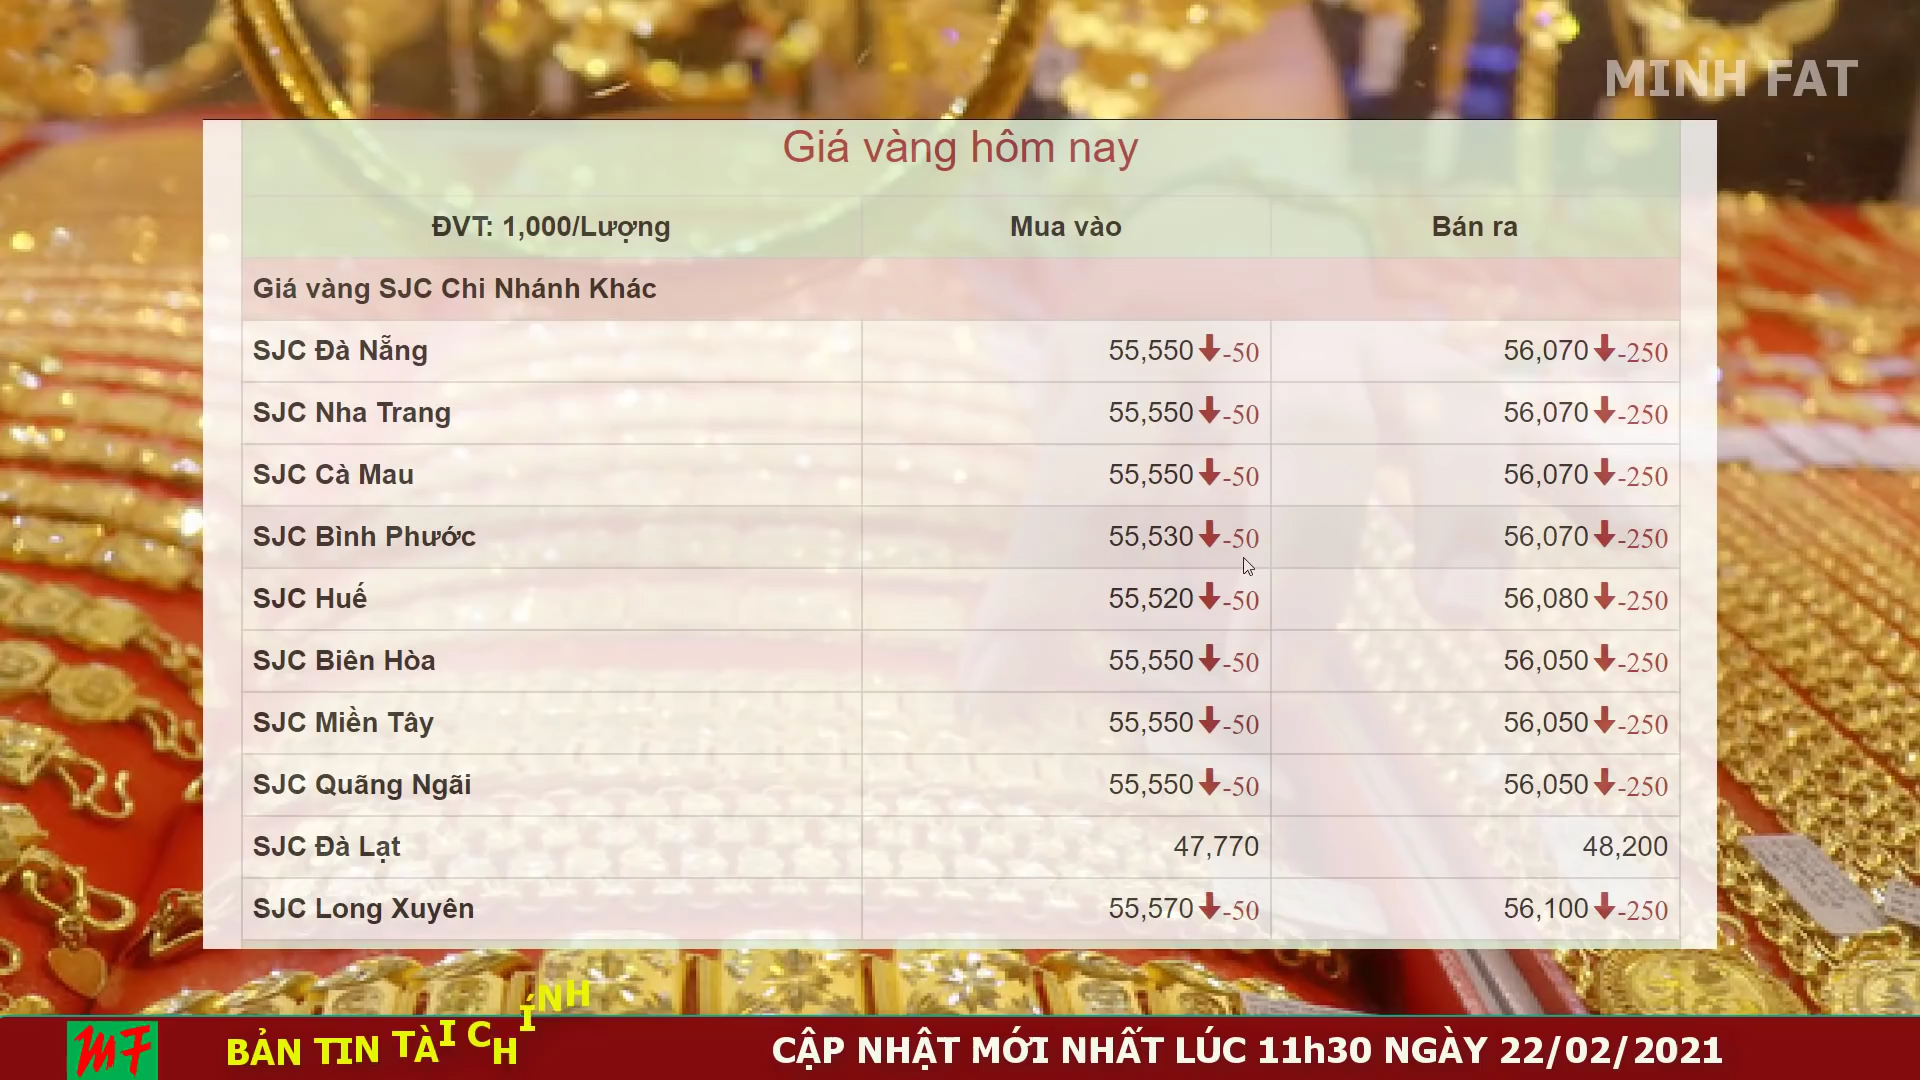 MINH FAT
Giá vàng hôm nay
ĐVT: 1,000/Lượng Mua vào Bán ra
Giá vàng SJC Chi Nhánh Khác
SJC Đà Nẵng 55,550 -50 56,070 -250
SJC Nha Trang 55,550 -50 56,070 -250
SJC Cà Mau 55,550 -50 56,070 -250
SJC Bình Phước 55,530 -50 56,070 -250
SJC Huế 55,520 -50 56,080 -250
SJC Biên Hòa 55,550 -50 56,050 -250
SJC Miền Tây 55,550 -50 56,050 -250
SJC Quãng Ngãi 55,550 -50 56,050 -250
SJC Đà Lạt 47,770 48,200
SJC Long Xuyên 55,570 -50 56,100 -250
MF BẢN TIN TÀI CHÍNH CẬP NHẬT MỚI NHẤT LÚC 11h30 NGÀY 22/02/2021